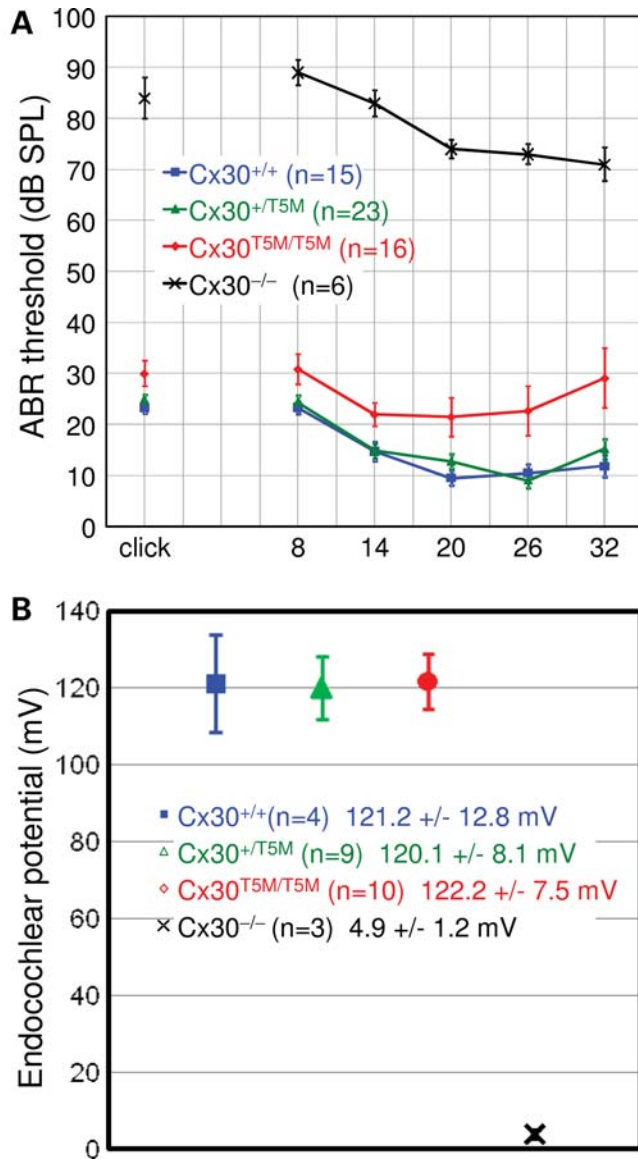 A
ABR threshold (dB SPL)
100
90
80
70
60
50
40
30
20
10
0
Cx30+/+ (n=15)
Cx30+/T5M (n=23)
Cx30T5M/T5M (n=16)
Cx30–/– (n=6)
click 8 14 20 26 32
B
Endocochlear potential (mV)
140
120
100
80
60
40
20
0
Cx30+/+(n=4) 121.2 +/- 12.8 mV
Cx30+/T5M (n=9) 120.1 +/- 8.1 mV
Cx30T5M/T5M (n=10) 122.2 +/- 7.5 mV
Cx30–/– (n=3) 4.9 +/- 1.2 mV